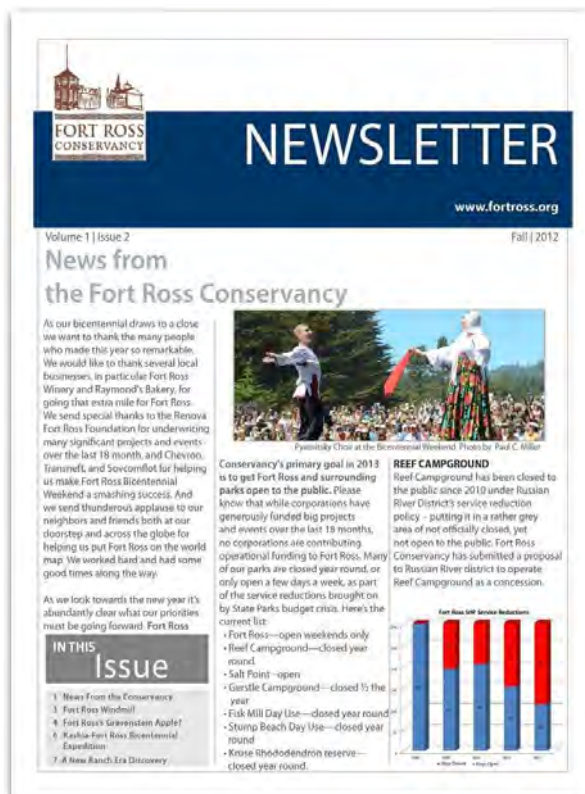 FORT ROSS
CONSERVANCY
NEWSLETTER
www.fortross.org
Volume 1 | Issue 2
Fall | 2012
News from
the Fort Ross Conservancy
As our bicentennial draws to a close
we want to thank the many people
who made this year so remarkable.
We would like to thank several local
businesses, in particular Fort Ross
Winery and Raymond's Bakery, for
going that extra mile for Fort Ross.
We send special thanks to the Renova
Fort Ross Foundation for underwriting
many significant projects and events
over the last 18 month, and Chevron,
Transneft, and Sovcomflot for helping
us make Fort Ross Bicentennial
Weekend a smashing success. And
we send thunderous applause to our
neighbors and friends both at our
doorstep and across the globe for
helping us put Fort Ross on the world
map. We worked hard and had some
good times along the way.
As we look towards the new year it's
abundantly clear what our priorities
must be going forward. Fort Ross
IN THIS
Issue
1 News From the Conservancy
3 Fort Ross Windmill
4 Fort Ross's Gravenstein Apple?
6 Kashia-Fort Ross Bicentennial
Expedition
7 A New Ranch Era Discovery
Pyatnitsky Choir at the Bicentennial Weekend. Photo by Paul C. Miller
Conservancy's primary goal in 2013
is to get Fort Ross and surrounding
parks open to the public. Please
know that while corporations have
generously funded big projects
and events over the last 18 months,
no corporations are contributing
operational funding to Fort Ross. Many
of our parks are closed year round, or
only open a few days a week, as part
of the service reductions brought on
by State Parks budget crisis. Here's the
current list:
• Fort Ross—open weekends only
• Reef Campground—closed year
round
• Salt Point–open
• Gerstle Campground—closed ½ the
year
• Fisk Mill Day Use—closed year round
• Stump Beach Day Use—closed year
round
• Kruse Rhododendron reserve—
closed year round.
REEF CAMPGROUND
Reef Campground has been closed to
the public since 2010 under Russian
River District's service reduction
policy – putting it in a rather grey
area of not officially closed, yet
not open to the public. Fort Ross
Conservancy has submitted a proposal
to Russian River district to operate
Reef Campground as a concession.
Fort Ross SHP Service Reductions
Days Closed
Days Open